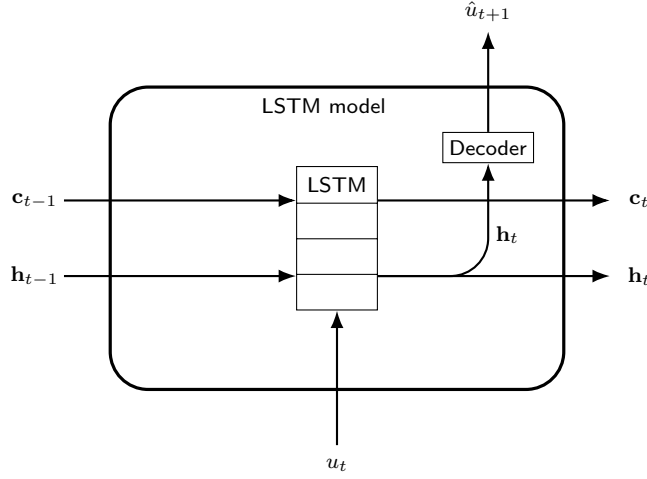 û_{t+1}
LSTM model
Decoder
LSTM
c_{t−1}
c_t
h_t
h_{t−1}
h_t
u_t